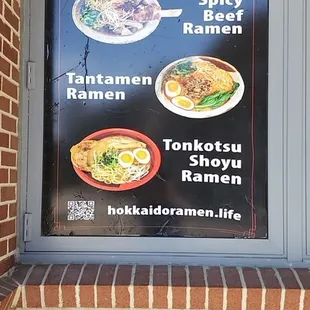 Spicy
Beef
Ramen
Tantamen
Ramen
Tonkotsu
Shoyu
Ramen
hokkaidoramen.life